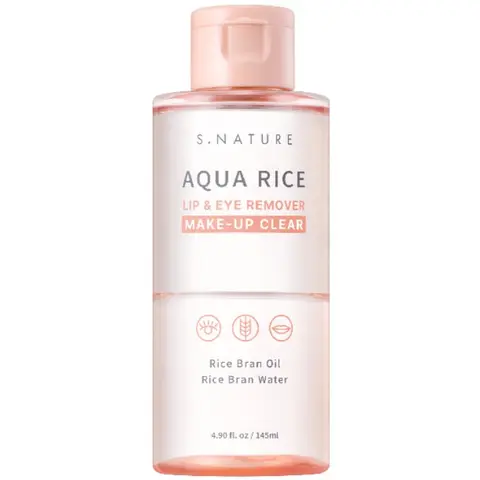 S.NATURE
AQUA RICE
LIP & EYE REMOVER
MAKE-UP CLEAR
Rice Bran Oil
Rice Bran Water
4.90 fl. oz / 145ml